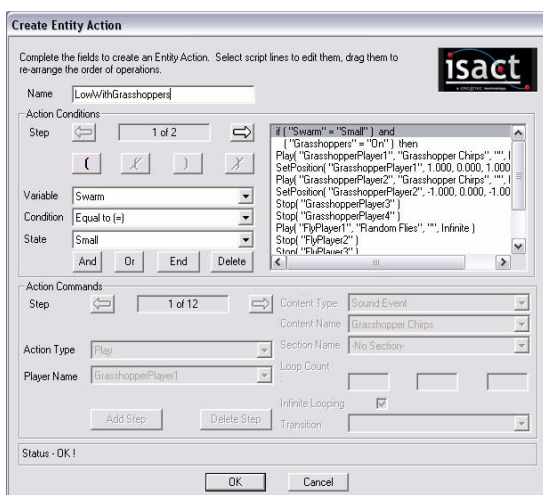 Create Entity Action
Complete the fields to create an Entity Action. Select script lines to edit them, drag them to
re-arrange the order of operations.
isact
a CREATIVE technology
Name LowWithGrasshoppers
Action Conditions
Step 1 of 2
( ( ) )
Variable Swarm
Condition Equal to (=)
State Small
And Or End Delete
if ( "Swarm" = "Small" ) and
( "Grasshoppers" = "On" ) then
Play( "GrasshopperPlayer1", "Grasshopper Chirps", "", I
SetPosition( "GrasshopperPlayer1", 1.000, 0.000, 1.000
Play( "GrasshopperPlayer2", "Grasshopper Chirps", "", I
SetPosition( "GrasshopperPlayer2", -1.000, 0.000, -1.00
Stop( "GrasshopperPlayer3" )
Stop( "GrasshopperPlayer4" )
Play( "FlyPlayer1", "Random Flies", "", Infinite )
Stop( "FlyPlayer2" )
Stop( "FlyPlayer3" )
Action Commands
Step 1 of 12
Action Type Play
Player Name GrasshopperPlayer1
Add Step Delete Step
Content Type Sound Event
Content Name Grasshopper Chirps
Section Name -No Section-
Loop Count
:
Infinite Looping
Transition
Status - OK !
OK Cancel